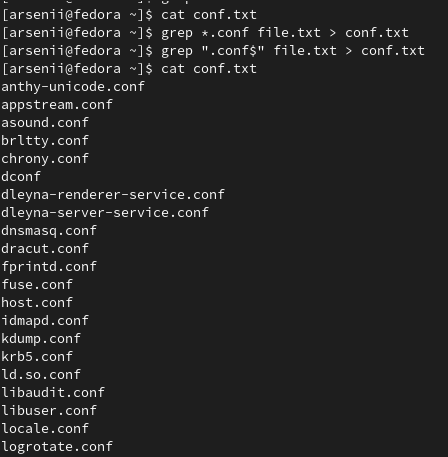 [arsenii@fedora ~]$ cat conf.txt
[arsenii@fedora ~]$ grep *.conf file.txt > conf.txt
[arsenii@fedora ~]$ grep ".conf$" file.txt > conf.txt
[arsenii@fedora ~]$ cat conf.txt
anthy-unicode.conf
appstream.conf
asound.conf
brltty.conf
chrony.conf
dconf
dleyna-renderer-service.conf
dleyna-server-service.conf
dnsmasq.conf
dracut.conf
fprintd.conf
fuse.conf
host.conf
idmapd.conf
kdump.conf
krb5.conf
ld.so.conf
libaudit.conf
libuser.conf
locale.conf
logrotate.conf